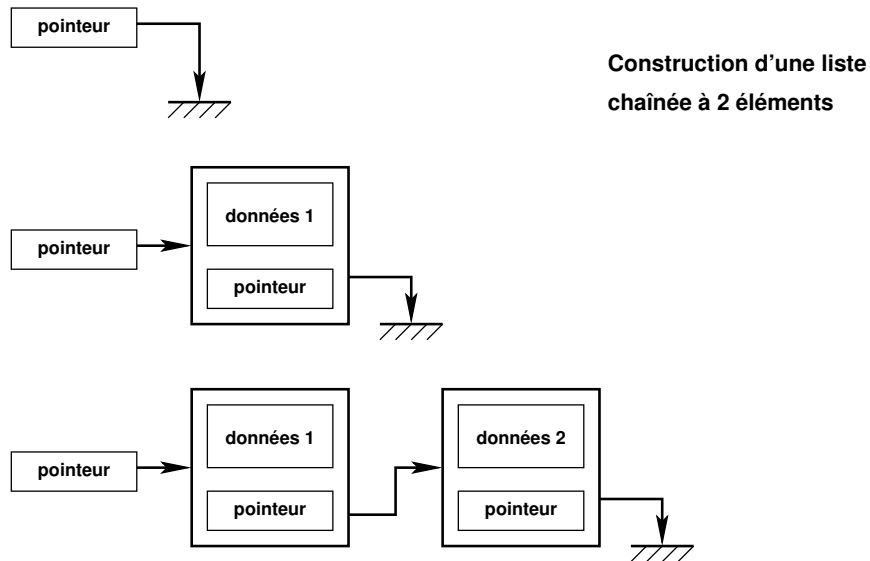 pointeur
Construction d'une liste
chaînée à 2 éléments
données 1
pointeur
pointeur
données 1
données 2
pointeur
pointeur
pointeur